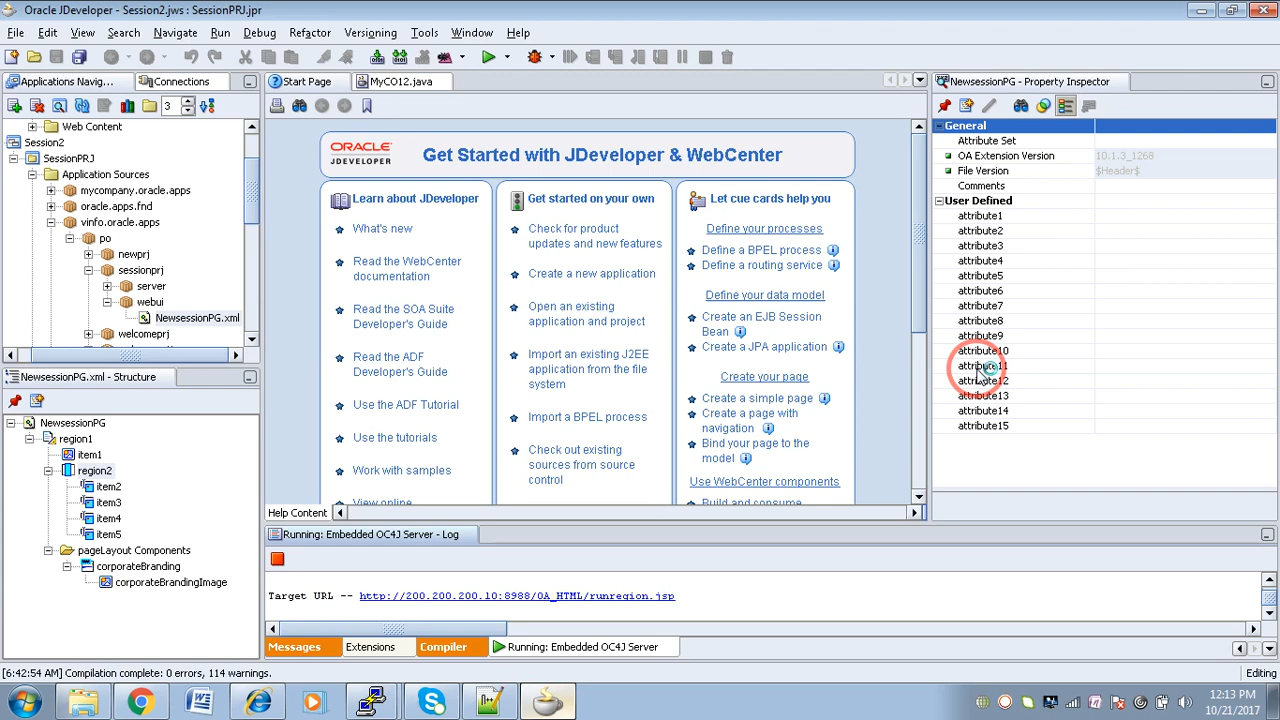 Oracle JDeveloper - Session2.jws : SessionPRJ.jpr
File Edit View Search Navigate Run Debug Refactor Versioning Tools Window Help
Applications Navig...
Connections
3
Web Content
Session2
SessionPRJ
Application Sources
mycompany.oracle.apps
oracle.apps.fnd
vinfo.oracle.apps
po
newprj
sessionprj
server
webui
NewsessionPG.xml
welcomeprj
NewsessionPG.xml - Structure
NewsessionPG
region1
item1
region2
item2
item3
item4
item5
pageLayout Components
corporateBranding
corporateBrandingImage
Start Page
MyCO12.java
ORACLE
JDEVELOPER
Get Started with JDeveloper & WebCenter
Learn about JDeveloper
What's new
Read the WebCenter
documentation
Read the SOA Suite
Developer's Guide
Read the ADF
Developer's Guide
Use the ADF Tutorial
Use the tutorials
Work with samples
View online
Get started on your own
Check for product
updates and new features
Create a new application
Open an existing
application and project
Import an existing J2EE
application from the file
system
Import a BPEL process
Check out existing
sources from source
control
Let cue cards help you
Define your processes
Define a BPEL process
Define a routing service
Define your data model
Create an EJB Session
Bean
Create a JPA application
Create your page
Create a simple page
Create a page with
navigation
Bind your page to the
model
Use WebCenter components
Build and consume
Help Content
NewsessionPG - Property Inspector
General
Attribute Set
OA Extension Version 10.1.3_1268
File Version $Header$
Comments
User Defined
attribute1
attribute2
attribute3
attribute4
attribute5
attribute6
attribute7
attribute8
attribute9
attribute10
attribute11
attribute12
attribute13
attribute14
attribute15
Running: Embedded OC4J Server - Log
Target URL -- http://200.200.200.10:8988/OA_HTML/runregion.jsp
Messages Extensions Compiler Running: Embedded OC4J Server
[6:42:54 AM] Compilation complete: 0 errors, 114 warnings.
Editing
12:13 PM
10/21/2017